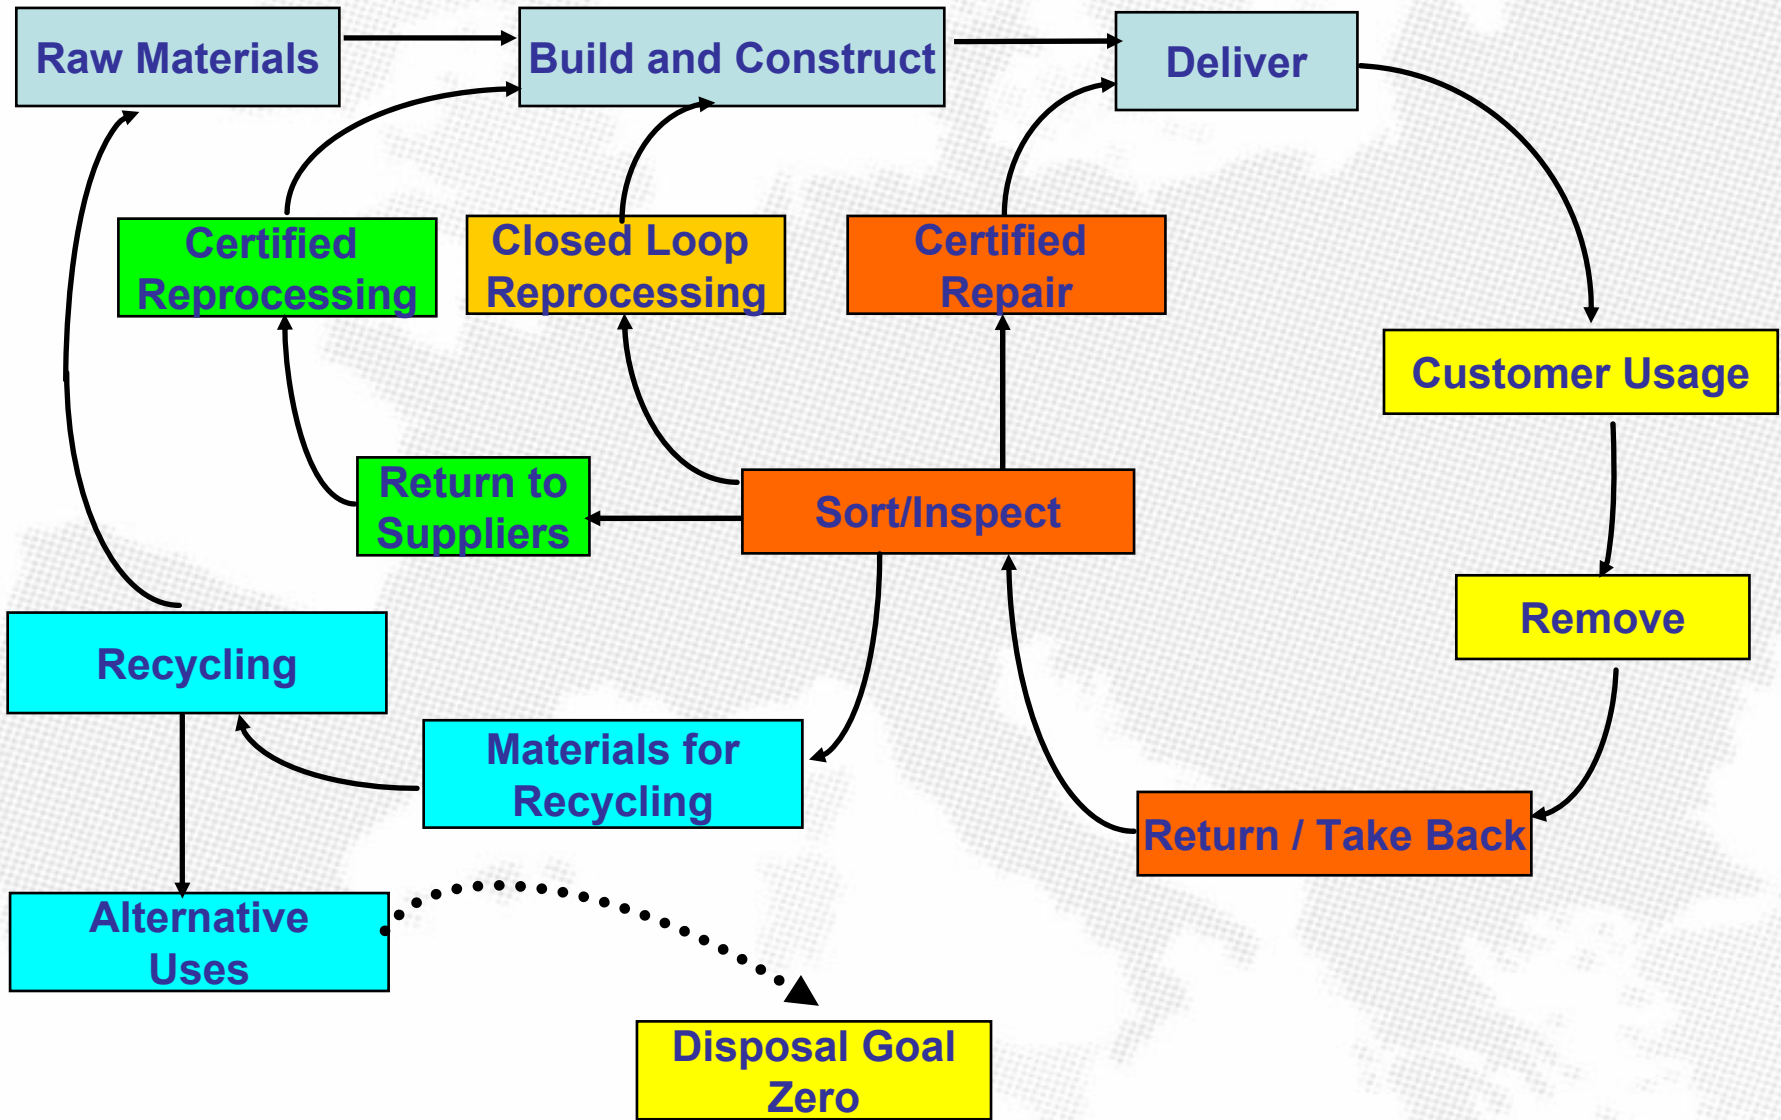 Raw Materials
Build and Construct
Deliver
Certified
Reprocessing
Closed Loop
Reprocessing
Certified
Repair
Customer Usage
Return to
Suppliers
Sort/Inspect
Remove
Recycling
Materials for
Recycling
Return / Take Back
Alternative
Uses
Disposal Goal
Zero